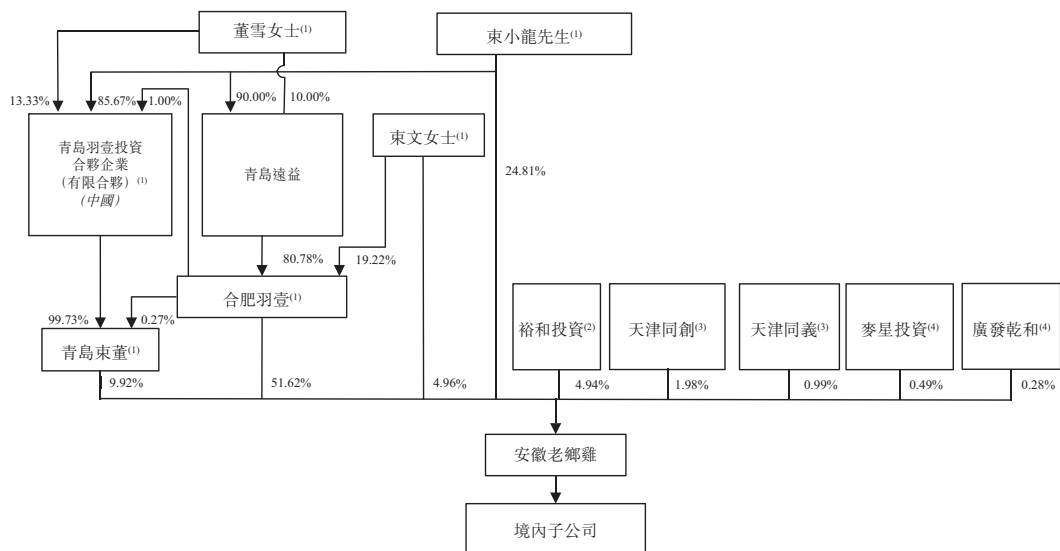 董雪女士(1)
束小龍先生(1)
13.33%
85.67%
1.00%
90.00%
10.00%
青島羽壹投資
合夥企業
（有限合夥）(1)
(中國)
青島遠益
束文女士(1)
24.81%
80.78%
19.22%
合肥羽壹(1)
99.73%
0.27%
青島束董(1)
裕和投資(2)
天津同創(3)
天津同義(3)
麥星投資(4)
廣發乾和(4)
9.92%
51.62%
4.96%
4.94%
1.98%
0.99%
0.49%
0.28%
安徽老鄉雞
境內子公司